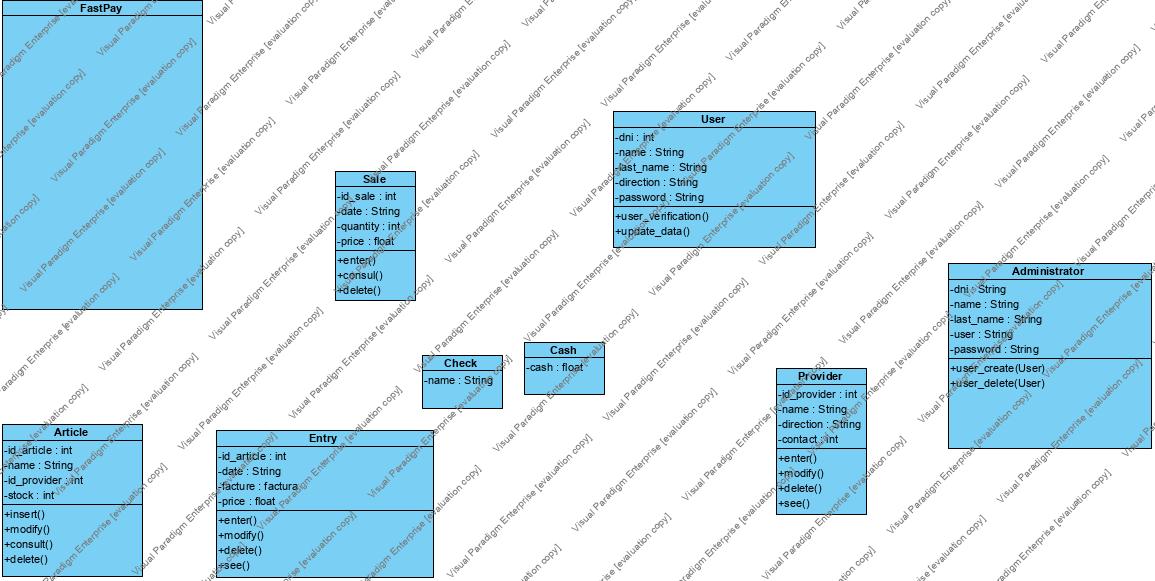 FastPay
User
-dni : int
-name : String
-last_name : String
-direction : String
-password : String
+user_verification()
+update_data()
Sale
-id_sale : int
-date : String
-quantity : int
-price : float
+enter()
+consul()
+delete()
Administrator
-dni : String
-name : String
-last_name : String
-user : String
-password : String
+user_create(User)
+user_delete(User)
Check
-name : String
Cash
-cash : float
Provider
-id_provider : int
-name : String
-direction : String
-contact : int
+enter()
+modify()
+delete()
+see()
Article
-id_article : int
-name : String
-id_provider : int
-stock : int
+insert()
+modify()
+consult()
+delete()
Entry
-id_article : int
-date : String
-facture : factura
-price : float
+enter()
+modify()
+delete()
+see()
Visual Paradigm Enterprise [evaluation copy]